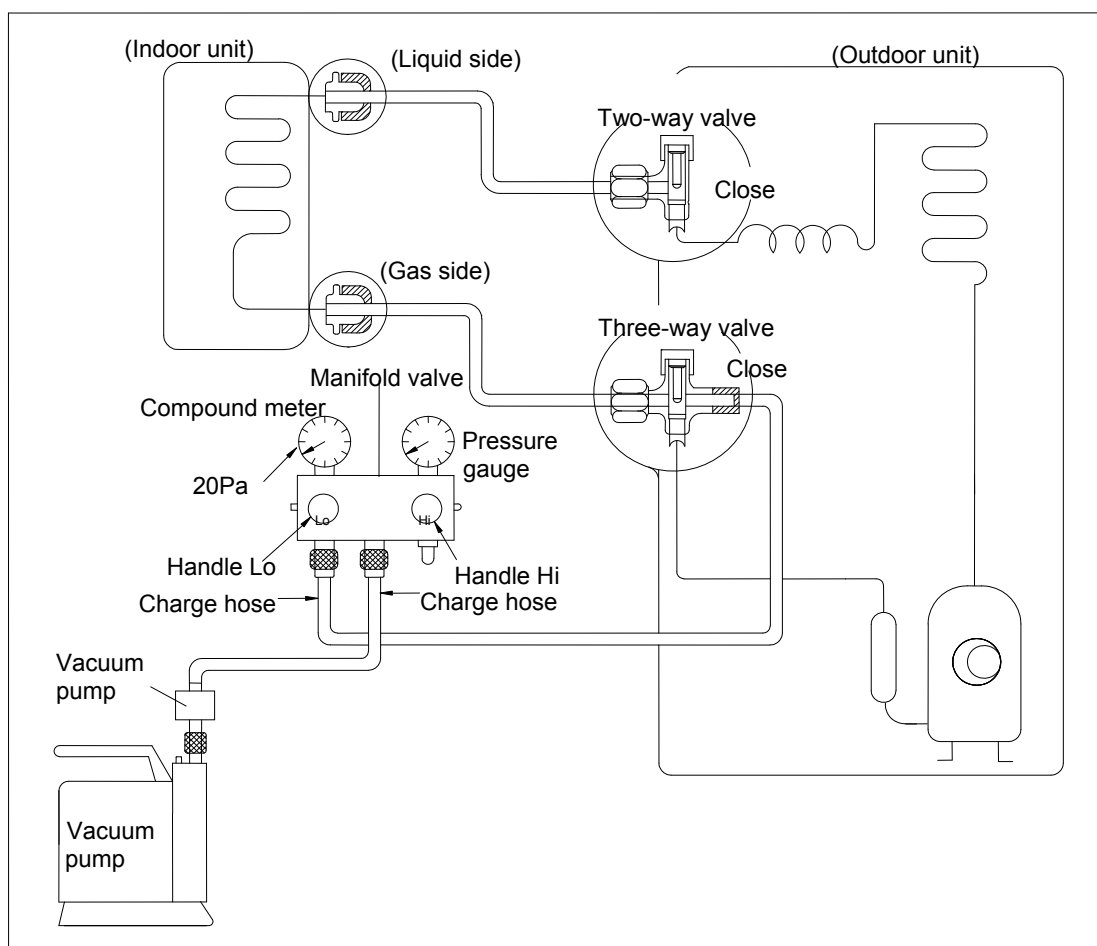 (Indoor unit)
(Liquid side)
(Outdoor unit)
Two-way valve
Close
(Gas side)
Three-way valve
Close
Manifold valve
Compound meter
Pressure
gauge
20Pa
Lo
Hi
Handle Lo
Handle Hi
Charge hose
Charge hose
Vacuum
pump
Vacuum
pump